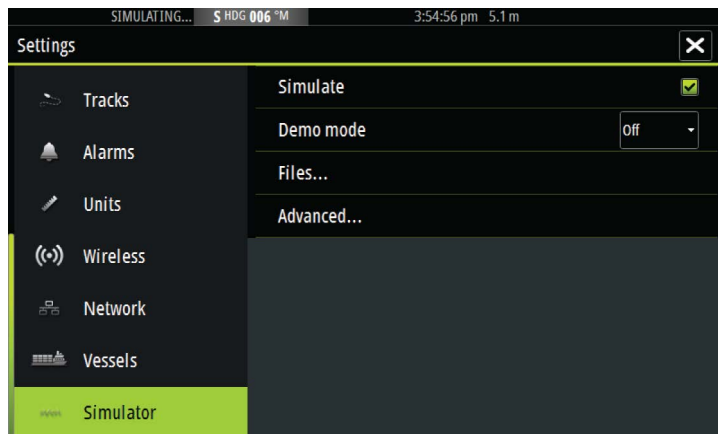 SIMULATING... S HDG 006 °M 3:54:56 pm 5.1 m
Settings
Tracks
Alarms
Units
Wireless
Network
Vessels
Simulator
Simulate
Demo mode Off
Files...
Advanced...